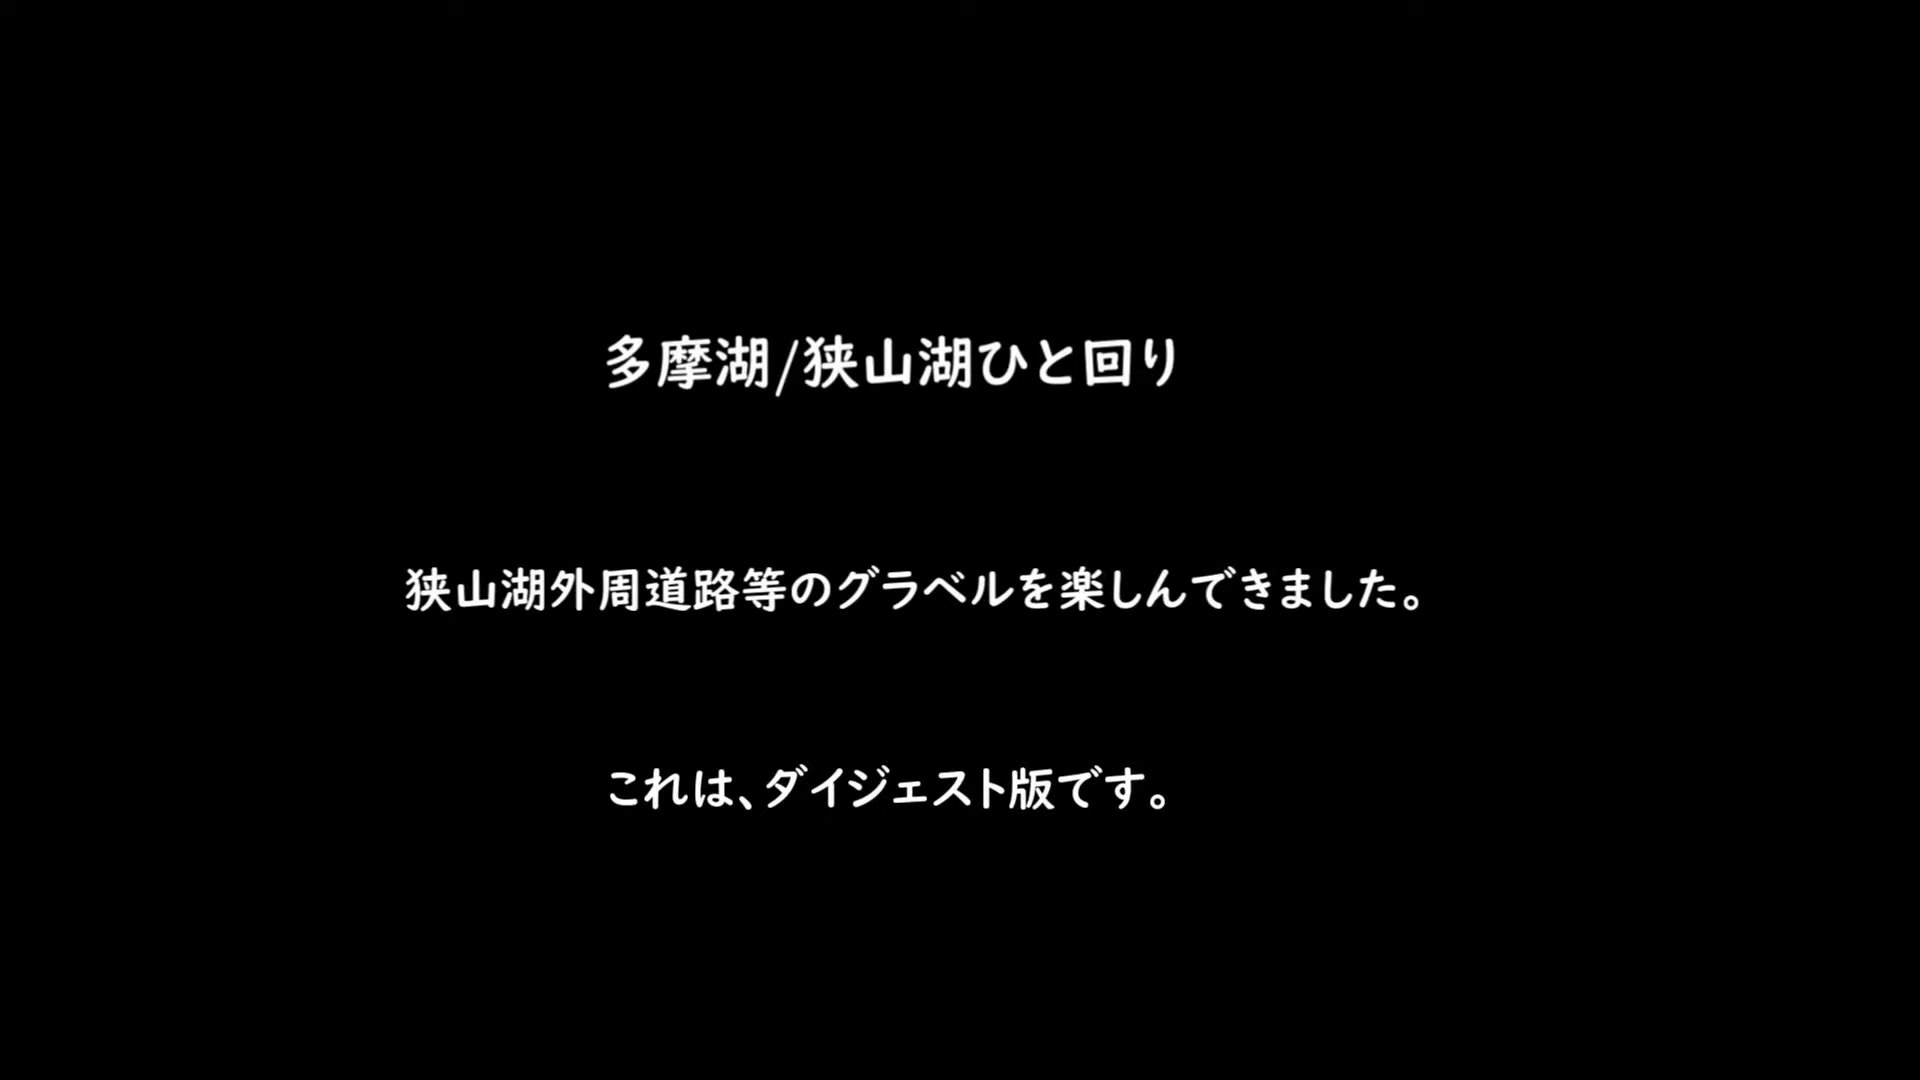 多摩湖/狭山湖ひと回り
狭山湖外周道路等のグラベルを楽しんできました。
これは、ダイジェスト版です。